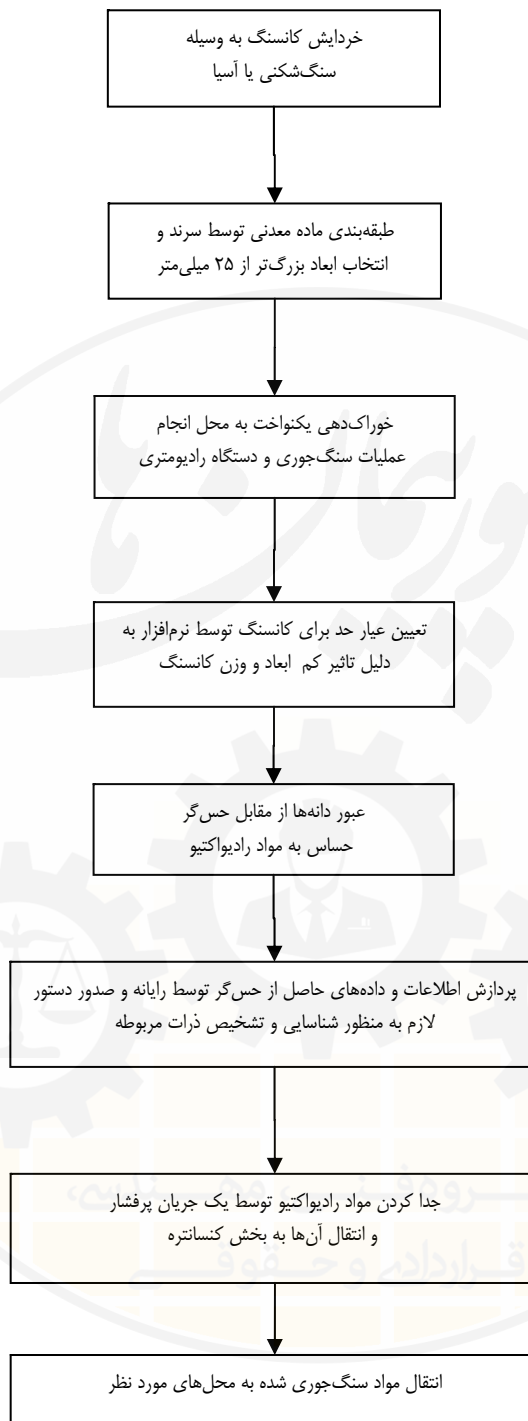 خردایش کانسنگ به وسیله
سنگ‌شکنی یا آسیا
طبقه‌بندی ماده معدنی توسط سرند و
انتخاب ابعاد بزرگ‌تر از ۲۵ میلی‌متر
خوراک‌دهی یکنواخت به محل انجام
عملیات سنگ‌جوری و دستگاه رادیومتری
تعیین عیار حد برای کانسنگ توسط نرم‌افزار به
دلیل تاثیر کم ابعاد و وزن کانسنگ
عبور دانه‌ها از مقابل حس‌گر
حساس به مواد رادیواکتیو
پردازش اطلاعات و داده‌های حاصل از حس‌گر توسط رایانه و صدور دستور
لازم به منظور شناسایی و تشخیص ذرات مربوطه
جدا کردن مواد رادیواکتیو توسط یک جریان پرفشار
و انتقال آن‌ها به بخش کنسانتره
قراردادی و حقوقی
انتقال مواد سنگ‌جوری شده به محل‌های مورد نظر